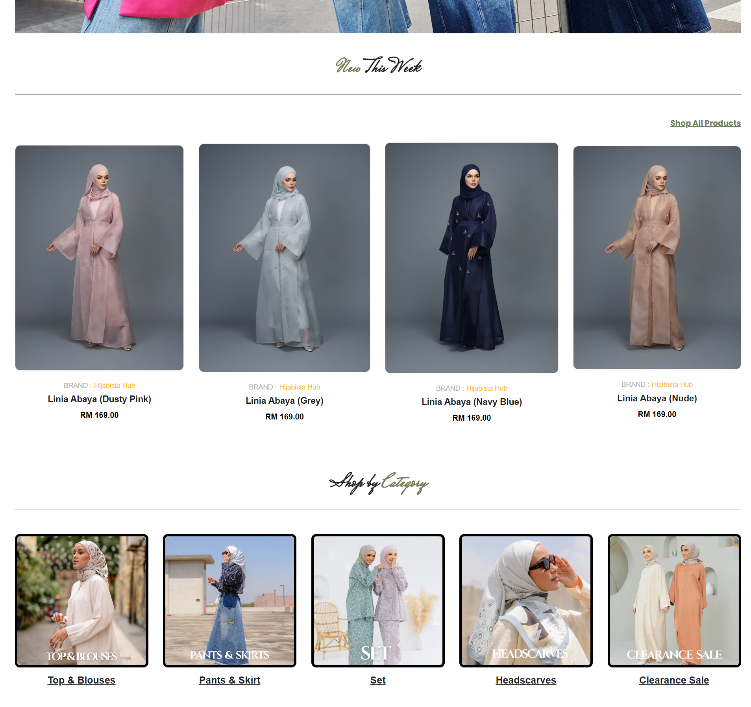 New This Week
Shop All Products
BRAND : Hijabista Hub
Linia Abaya (Dusty Pink)
RM 169.00
BRAND : Hijabista Hub
Linia Abaya (Grey)
RM 169.00
BRAND : Hijabista Hub
Linia Abaya (Navy Blue)
RM 169.00
BRAND : Hijabista Hub
Linia Abaya (Nude)
RM 169.00
Shop by Category
TOP & BLOUSES
PANTS & SKIRTS
SET
HEADSCARVES
CLEARANCE SALE
Top & Blouses
Pants & Skirt
Set
Headscarves
Clearance Sale